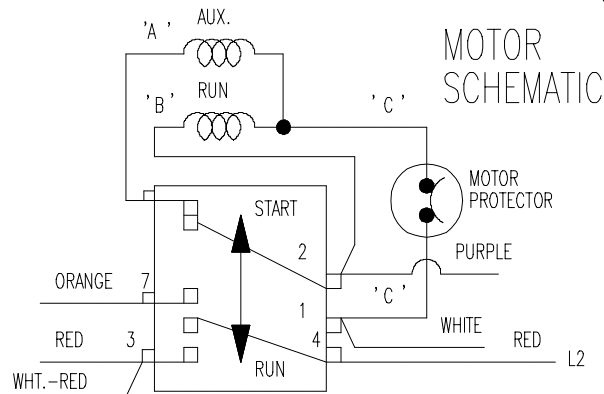 MOTOR
SCHEMATIC
'A' AUX.
'B' RUN 'C'
MOTOR
PROTECTOR
START
2 PURPLE
ORANGE 7 'C'
1
RED 3 4 WHITE RED
RUN L2
WHT.-RED